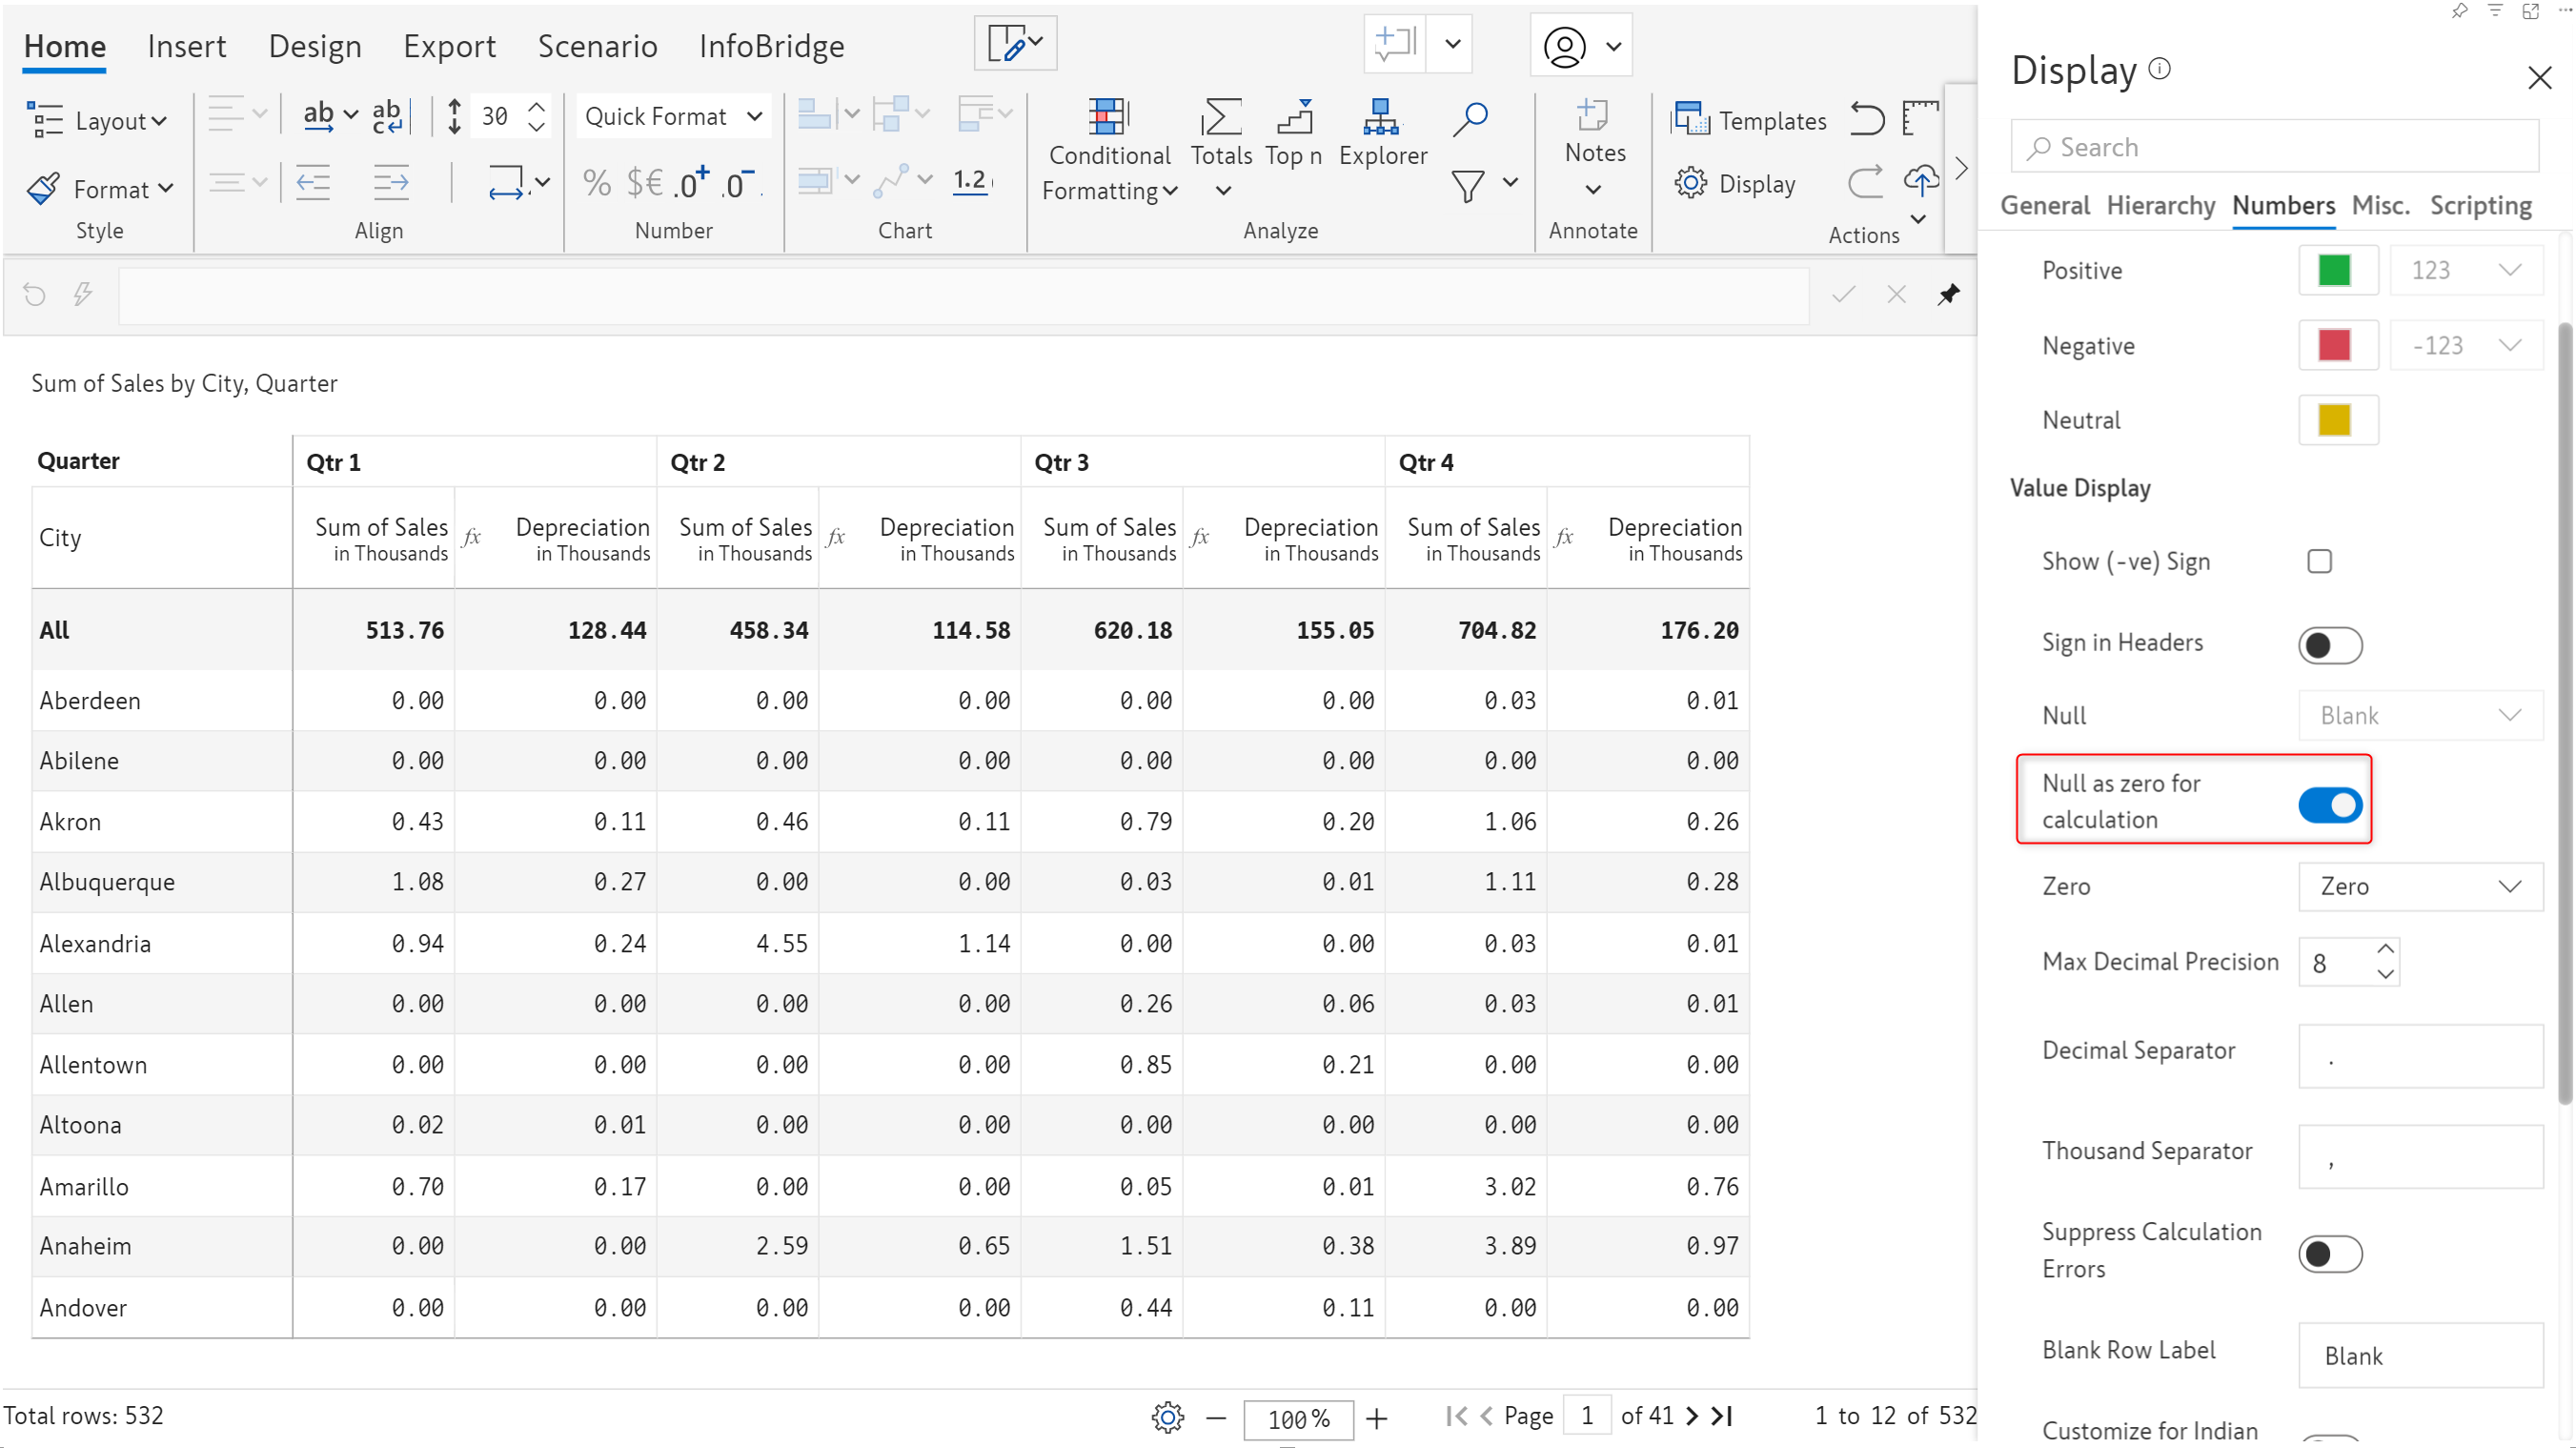 Home Insert Design Export Scenario InfoBridge
Layout
ab
ab
c
30
Quick Format
Format
% $€ .0+ .0-
1.2
Conditional
Formatting
Totals
Top n
Explorer
Notes
Templates
Display
Style
Align
Number
Chart
Analyze
Annotate
Actions
Sum of Sales by City, Quarter
Quarter Qtr 1 Qtr 2 Qtr 3 Qtr 4
City Sum of Sales fx Depreciation Sum of Sales fx Depreciation Sum of Sales fx Depreciation Sum of Sales fx Depreciation
in Thousands in Thousands in Thousands in Thousands in Thousands in Thousands in Thousands in Thousands
All 513.76 128.44 458.34 114.58 620.18 155.05 704.82 176.20
Aberdeen 0.00 0.00 0.00 0.00 0.00 0.00 0.03 0.01
Abilene 0.00 0.00 0.00 0.00 0.00 0.00 0.00 0.00
Akron 0.43 0.11 0.46 0.11 0.79 0.20 1.06 0.26
Albuquerque 1.08 0.27 0.00 0.00 0.03 0.01 1.11 0.28
Alexandria 0.94 0.24 4.55 1.14 0.00 0.00 0.03 0.01
Allen 0.00 0.00 0.00 0.00 0.26 0.06 0.03 0.01
Allentown 0.00 0.00 0.00 0.00 0.85 0.21 0.00 0.00
Altoona 0.02 0.01 0.00 0.00 0.00 0.00 0.00 0.00
Amarillo 0.70 0.17 0.00 0.00 0.05 0.01 3.02 0.76
Anaheim 0.00 0.00 2.59 0.65 1.51 0.38 3.89 0.97
Andover 0.00 0.00 0.00 0.00 0.44 0.11 0.00 0.00
Total rows: 532
100%
Page 1 of 41
1 to 12 of 532
Display
Search
General Hierarchy Numbers Misc. Scripting
Positive 123
Negative -123
Neutral
Value Display
Show (-ve) Sign
Sign in Headers
Null Blank
Null as zero for
calculation
Zero Zero
Max Decimal Precision 8
Decimal Separator .
Thousand Separator ,
Suppress Calculation
Errors
Blank Row Label Blank
Customize for Indian